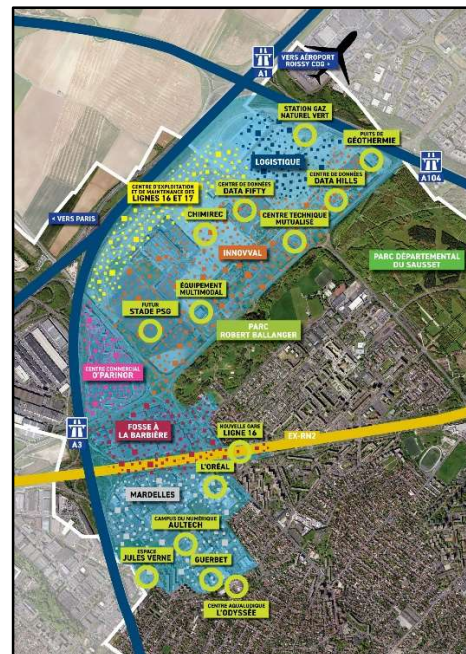 A1
VERS AÉROPORT
ROISSY CDG
STATION GAZ
NATUREL VERT
PUITS DE
GÉOTHERMIE
LOGISTIQUE
A104
CENTRE D'EXPLOITATION
ET DE MAINTENANCE DES
LIGNES 16 ET 17
CENTRE DE DONNÉES
DATA FIFTY
CENTRE DE DONNÉES
DATA HILLS
< VERS PARIS
CHIMIREC
CENTRE TECHNIQUE
MUTUALISÉ
INNOVVAL
PARC DÉPARTEMENTAL
DU SAUSSET
ÉQUIPEMENT
MULTIMODAL
FUTUR
STADE PSG
PARC
ROBERT BALLANGER
CENTRE COMMERCIAL
O'PARINOR
FOSSE À
LA BARBIÈRE
NOUVELLE GARE
LIGNE 16
EX-RN2
A3
L'ORÉAL
MARDELLES
CAMPUS DU NUMÉRIQUE
AULTECH
ESPACE
JULES VERNE
GUERBET
CENTRE AQUALUDIQUE
L'ODYSSÉE